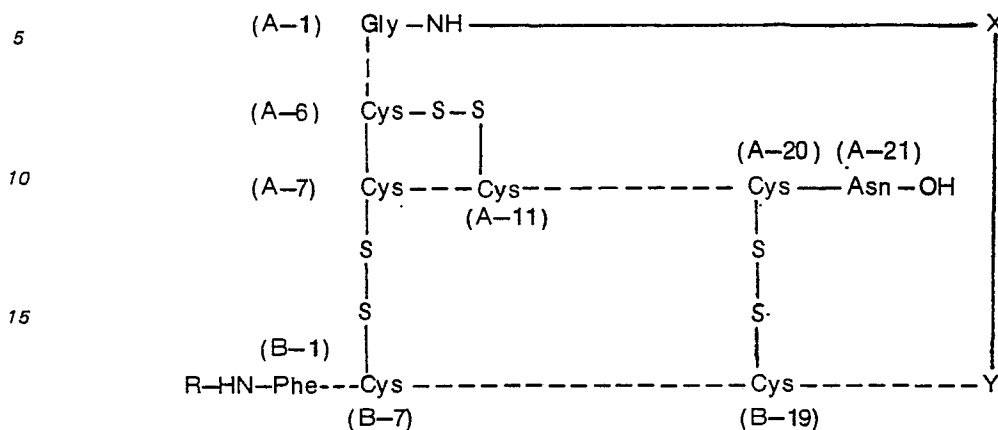 5 (A–1) Gly–NH X
(A–6) Cys–S–S
(A–20) (A–21)
10 (A–7) Cys Cys Cys Asn–OH
(A–11)
S S
15 S S
(B–1)
R–HN–Phe Cys Cys Y
(B–7) (B–19)